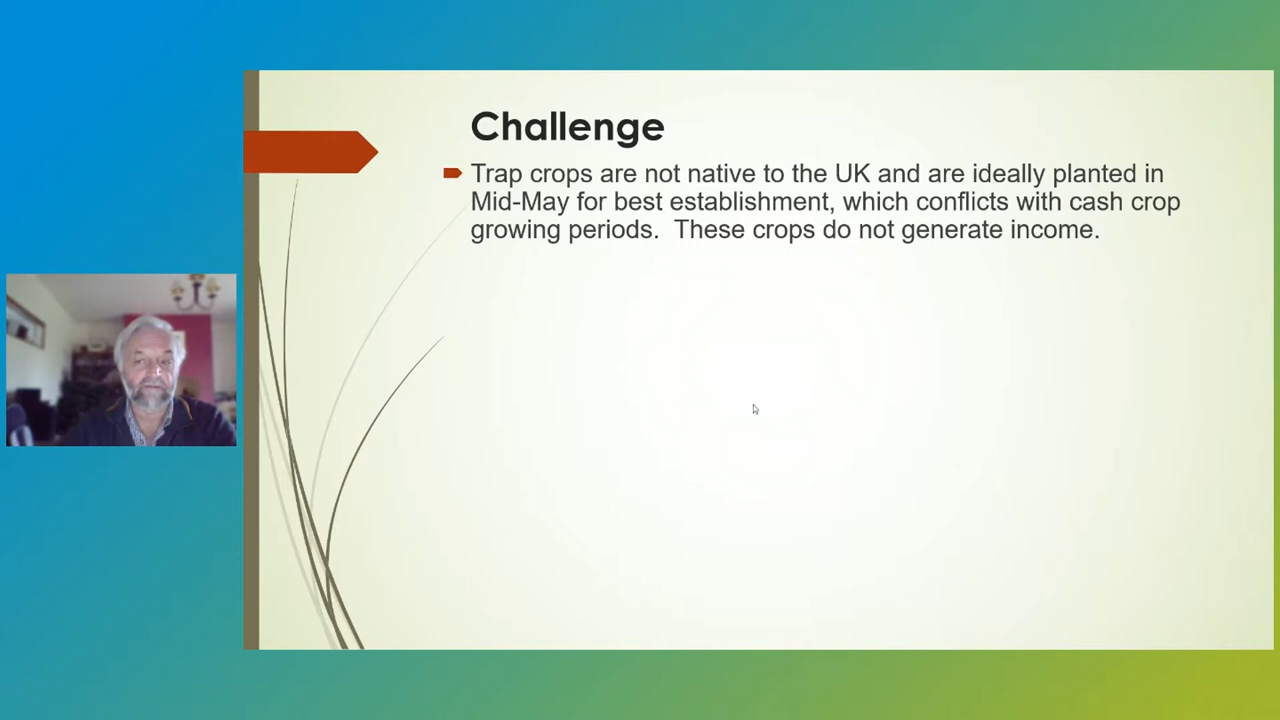 Challenge
Trap crops are not native to the UK and are ideally planted in
Mid-May for best establishment, which conflicts with cash crop
growing periods.  These crops do not generate income.